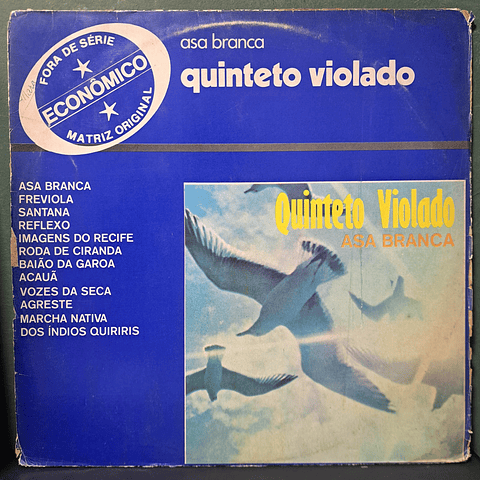 FORA DE SÉRIE
ECONÔMICO
MATRIZ ORIGINAL
asa branca
quinteto violado
ASA BRANCA
FREVIOLA
SANTANA
REFLEXO
IMAGENS DO RECIFE
RODA DE CIRANDA
BAIÃO DA GAROA
ACAUÃ
VOZES DA SECA
AGRESTE
MARCHA NATIVA
DOS ÍNDIOS QUIRIRIS
Quinteto Violado
ASA BRANCA